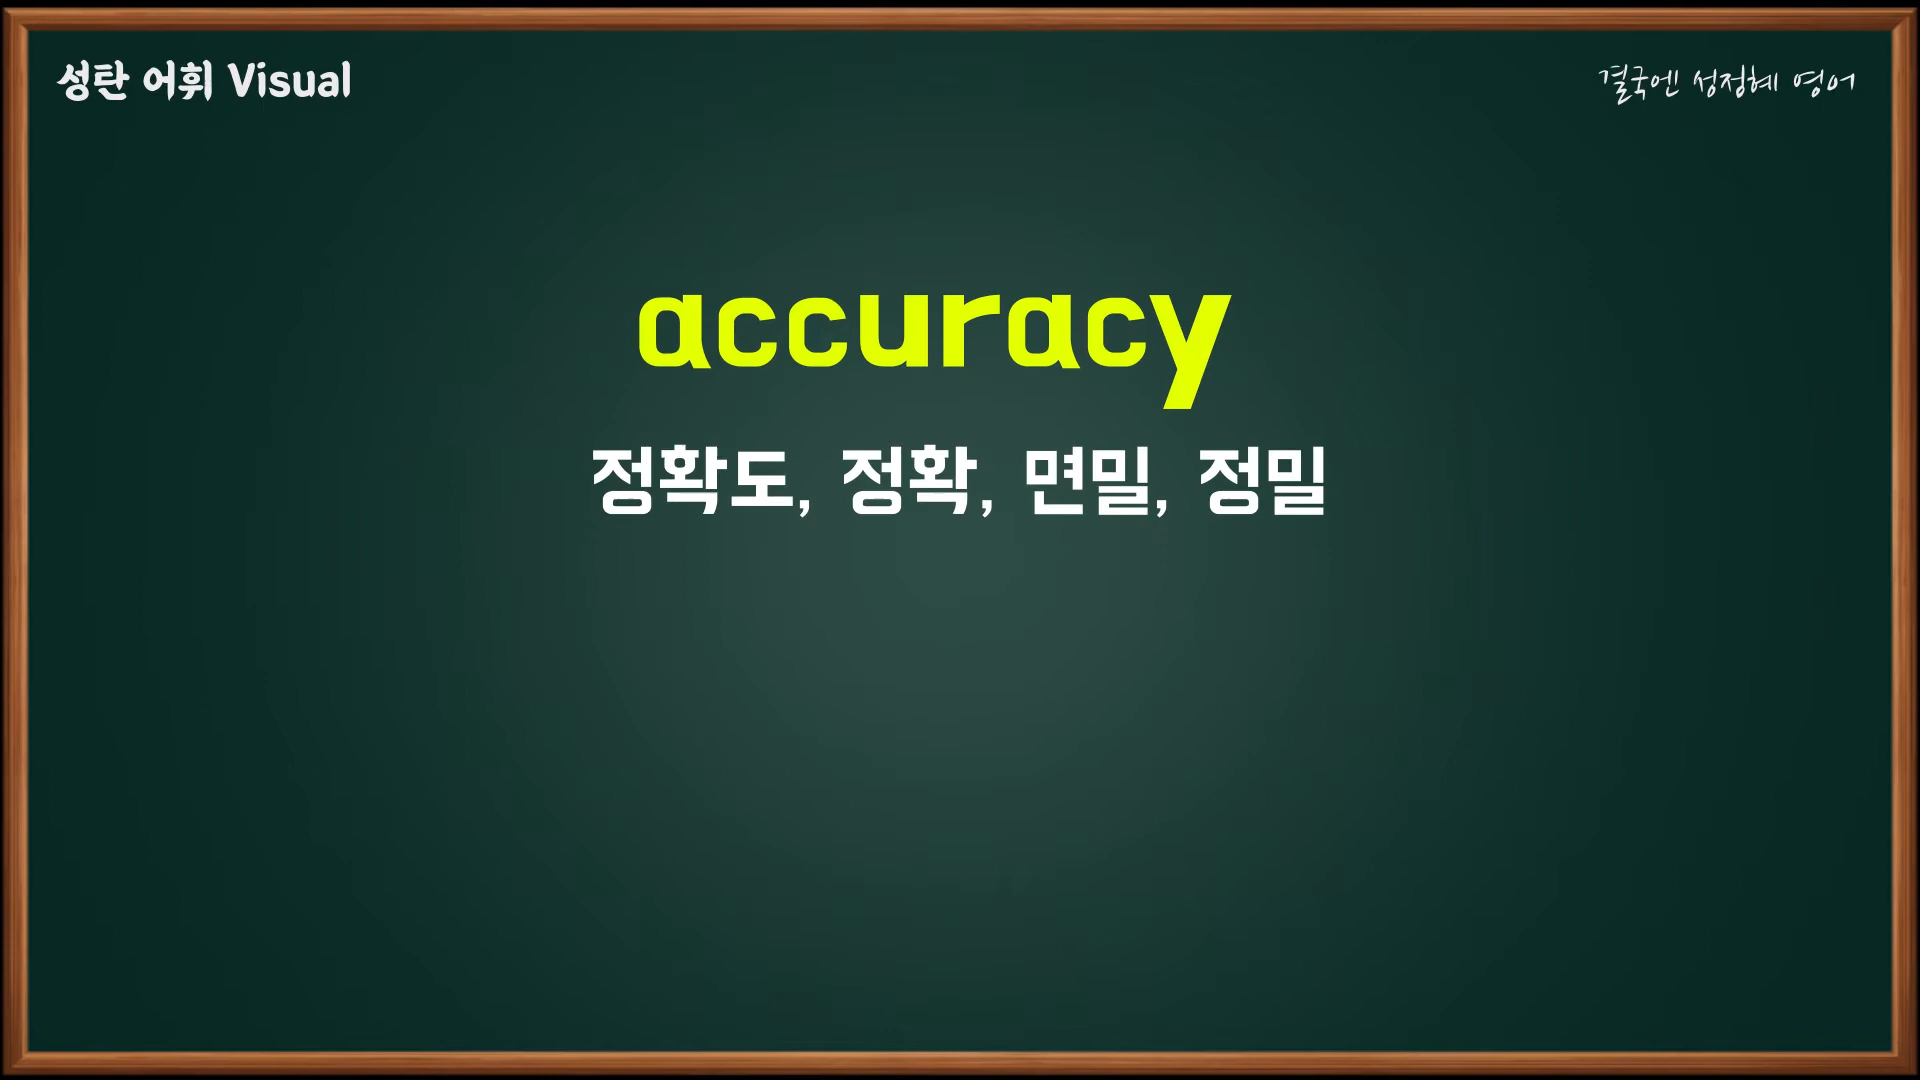 성탄 어휘 Visual
결국엔 성정혜 영어
accuracy
정확도, 정확, 면밀, 정밀